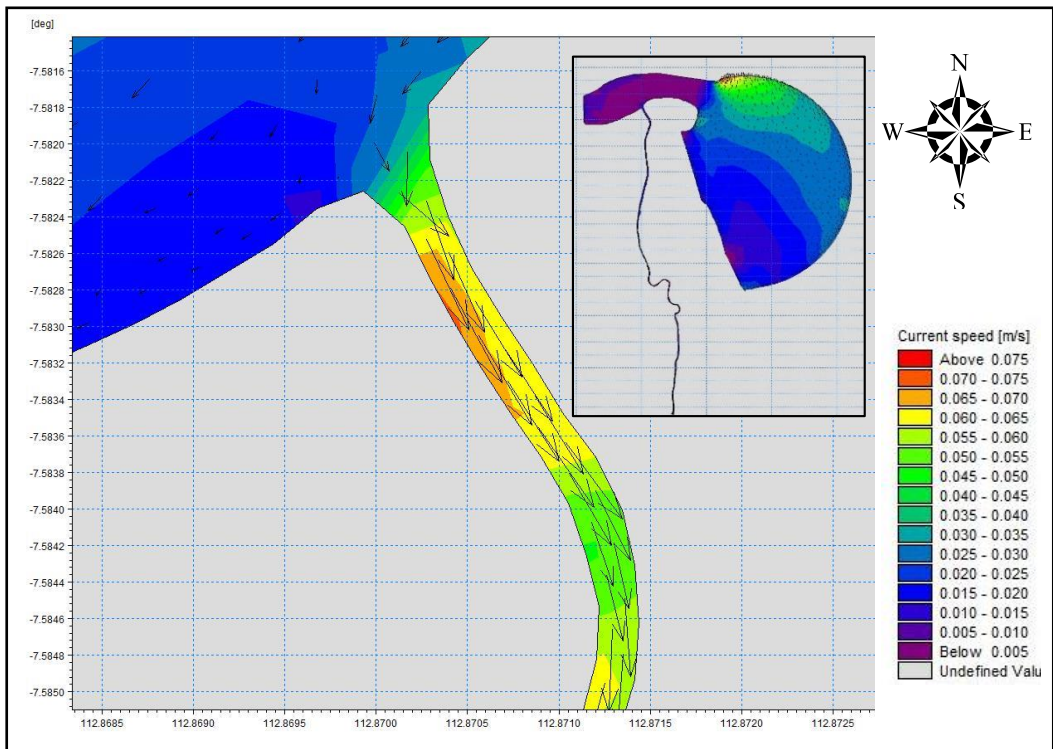 [deg]
-7.5816
-7.5818
-7.5820
-7.5822
-7.5824
-7.5826
-7.5828
-7.5830
-7.5832
-7.5834
-7.5836
-7.5838
-7.5840
-7.5842
-7.5844
-7.5846
-7.5848
-7.5850
112.8685
112.8690
112.8695
112.8700
112.8705
112.8710
112.8715
112.8720
112.8725
N
W
E
S
Current speed [m/s]
Above 0.075
0.070 - 0.075
0.065 - 0.070
0.060 - 0.065
0.055 - 0.060
0.050 - 0.055
0.045 - 0.050
0.040 - 0.045
0.035 - 0.040
0.030 - 0.035
0.025 - 0.030
0.020 - 0.025
0.015 - 0.020
0.010 - 0.015
0.005 - 0.010
Below 0.005
Undefined Valu